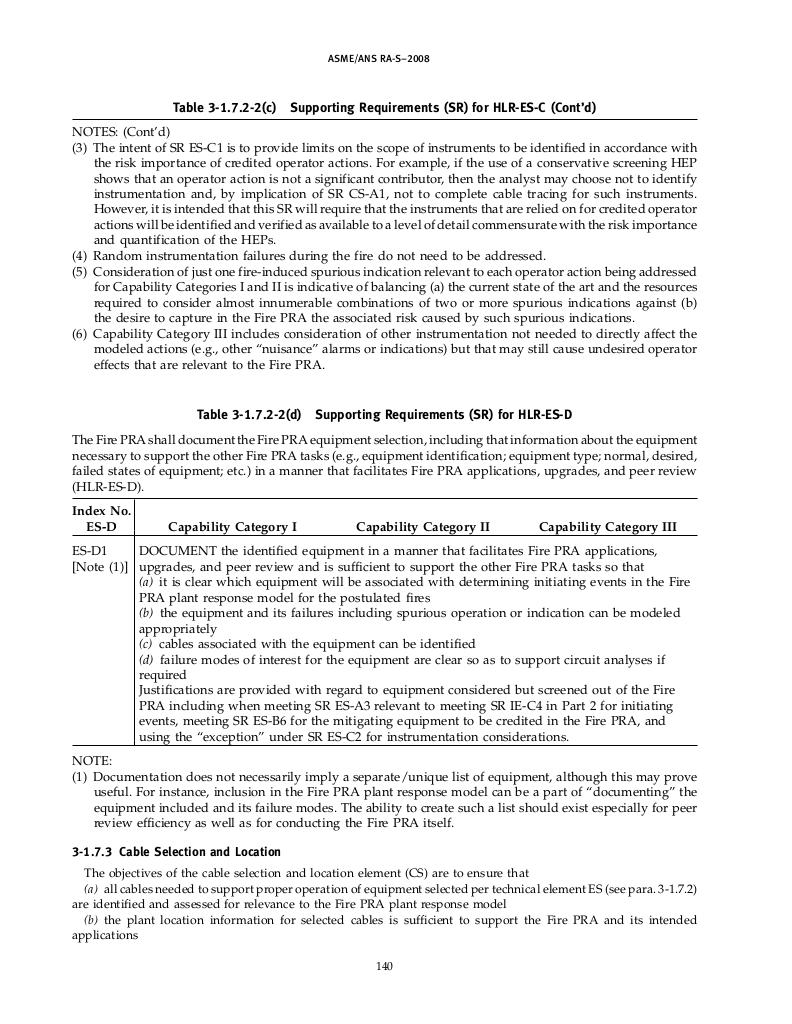 ASME/ANS RA-S–2008
Table 3-1.7.2-2(c) Supporting Requirements (SR) for HLR-ES-C (Cont’d)
NOTES: (Cont’d)
(3) The intent of SR ES-C1 is to provide limits on the scope of instruments to be identified in accordance with
the risk importance of credited operator actions. For example, if the use of a conservative screening HEP
shows that an operator action is not a significant contributor, then the analyst may choose not to identify
instrumentation and, by implication of SR CS-A1, not to complete cable tracing for such instruments.
However, it is intended that this SR will require that the instruments that are relied on for credited operator
actions will be identified and verified as available to a level of detail commensurate with the risk importance
and quantification of the HEPs.
(4) Random instrumentation failures during the fire do not need to be addressed.
(5) Consideration of just one fire-induced spurious indication relevant to each operator action being addressed
for Capability Categories I and II is indicative of balancing (a) the current state of the art and the resources
required to consider almost innumerable combinations of two or more spurious indications against (b)
the desire to capture in the Fire PRA the associated risk caused by such spurious indications.
(6) Capability Category III includes consideration of other instrumentation not needed to directly affect the
modeled actions (e.g., other “nuisance” alarms or indications) but that may still cause undesired operator
effects that are relevant to the Fire PRA.
Table 3-1.7.2-2(d) Supporting Requirements (SR) for HLR-ES-D
The Fire PRA shall document the Fire PRA equipment selection, including that information about the equipment
necessary to support the other Fire PRA tasks (e.g., equipment identification; equipment type; normal, desired,
failed states of equipment; etc.) in a manner that facilitates Fire PRA applications, upgrades, and peer review
(HLR-ES-D).
Index No.
ES-D Capability Category I Capability Category II Capability Category III
ES-D1 DOCUMENT the identified equipment in a manner that facilitates Fire PRA applications,
[Note (1)] upgrades, and peer review and is sufficient to support the other Fire PRA tasks so that
(a) it is clear which equipment will be associated with determining initiating events in the Fire
PRA plant response model for the postulated fires
(b) the equipment and its failures including spurious operation or indication can be modeled
appropriately
(c) cables associated with the equipment can be identified
(d) failure modes of interest for the equipment are clear so as to support circuit analyses if
required
Justifications are provided with regard to equipment considered but screened out of the Fire
PRA including when meeting SR ES-A3 relevant to meeting SR IE-C4 in Part 2 for initiating
events, meeting SR ES-B6 for the mitigating equipment to be credited in the Fire PRA, and
using the “exception” under SR ES-C2 for instrumentation considerations.
NOTE:
(1) Documentation does not necessarily imply a separate/unique list of equipment, although this may prove
useful. For instance, inclusion in the Fire PRA plant response model can be a part of “documenting” the
equipment included and its failure modes. The ability to create such a list should exist especially for peer
review efficiency as well as for conducting the Fire PRA itself.
3-1.7.3 Cable Selection and Location
The objectives of the cable selection and location element (CS) are to ensure that
(a) all cables needed to support proper operation of equipment selected per technical element ES (see para. 3-1.7.2)
are identified and assessed for relevance to the Fire PRA plant response model
(b) the plant location information for selected cables is sufficient to support the Fire PRA and its intended
applications
140